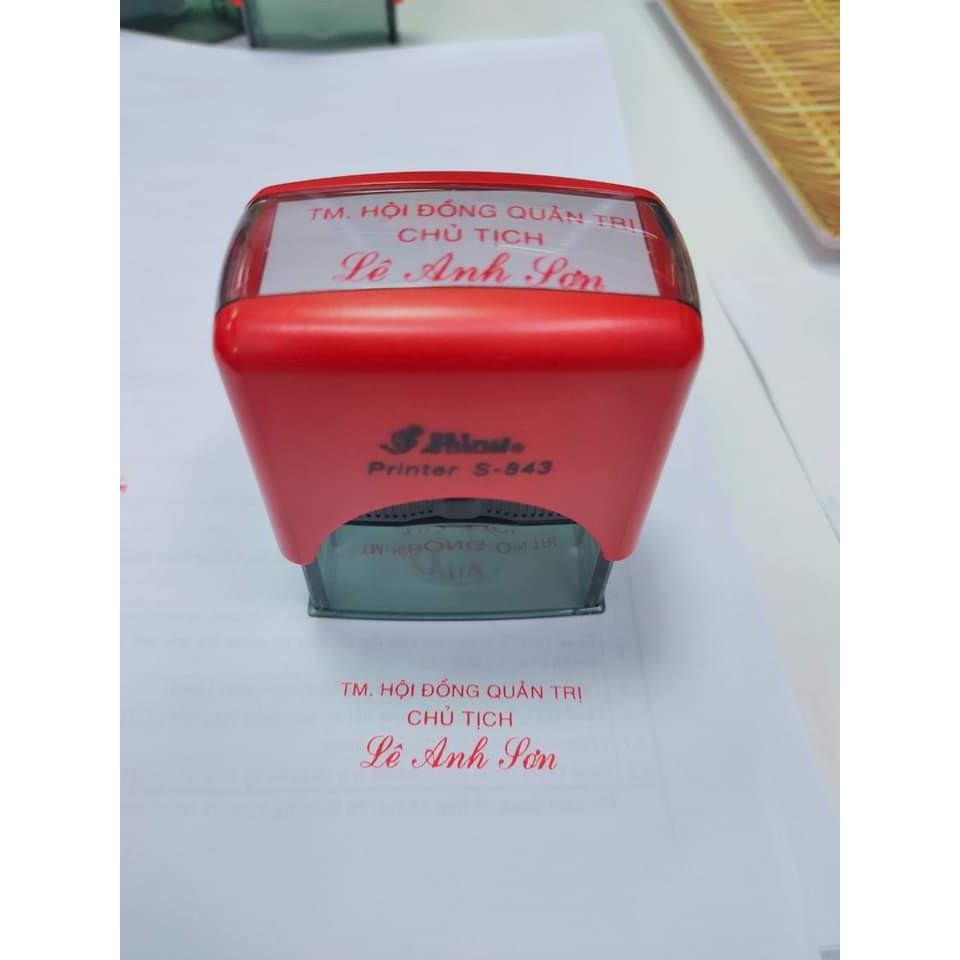 TM. HỘI ĐỒNG QUẢN TRỊ
CHỦ TỊCH
Lê Anh Sơn
Shiny
Printer S-843
TM. HỘI ĐỒNG QUẢN TRỊ
CHỦ TỊCH
Lê Anh Sơn